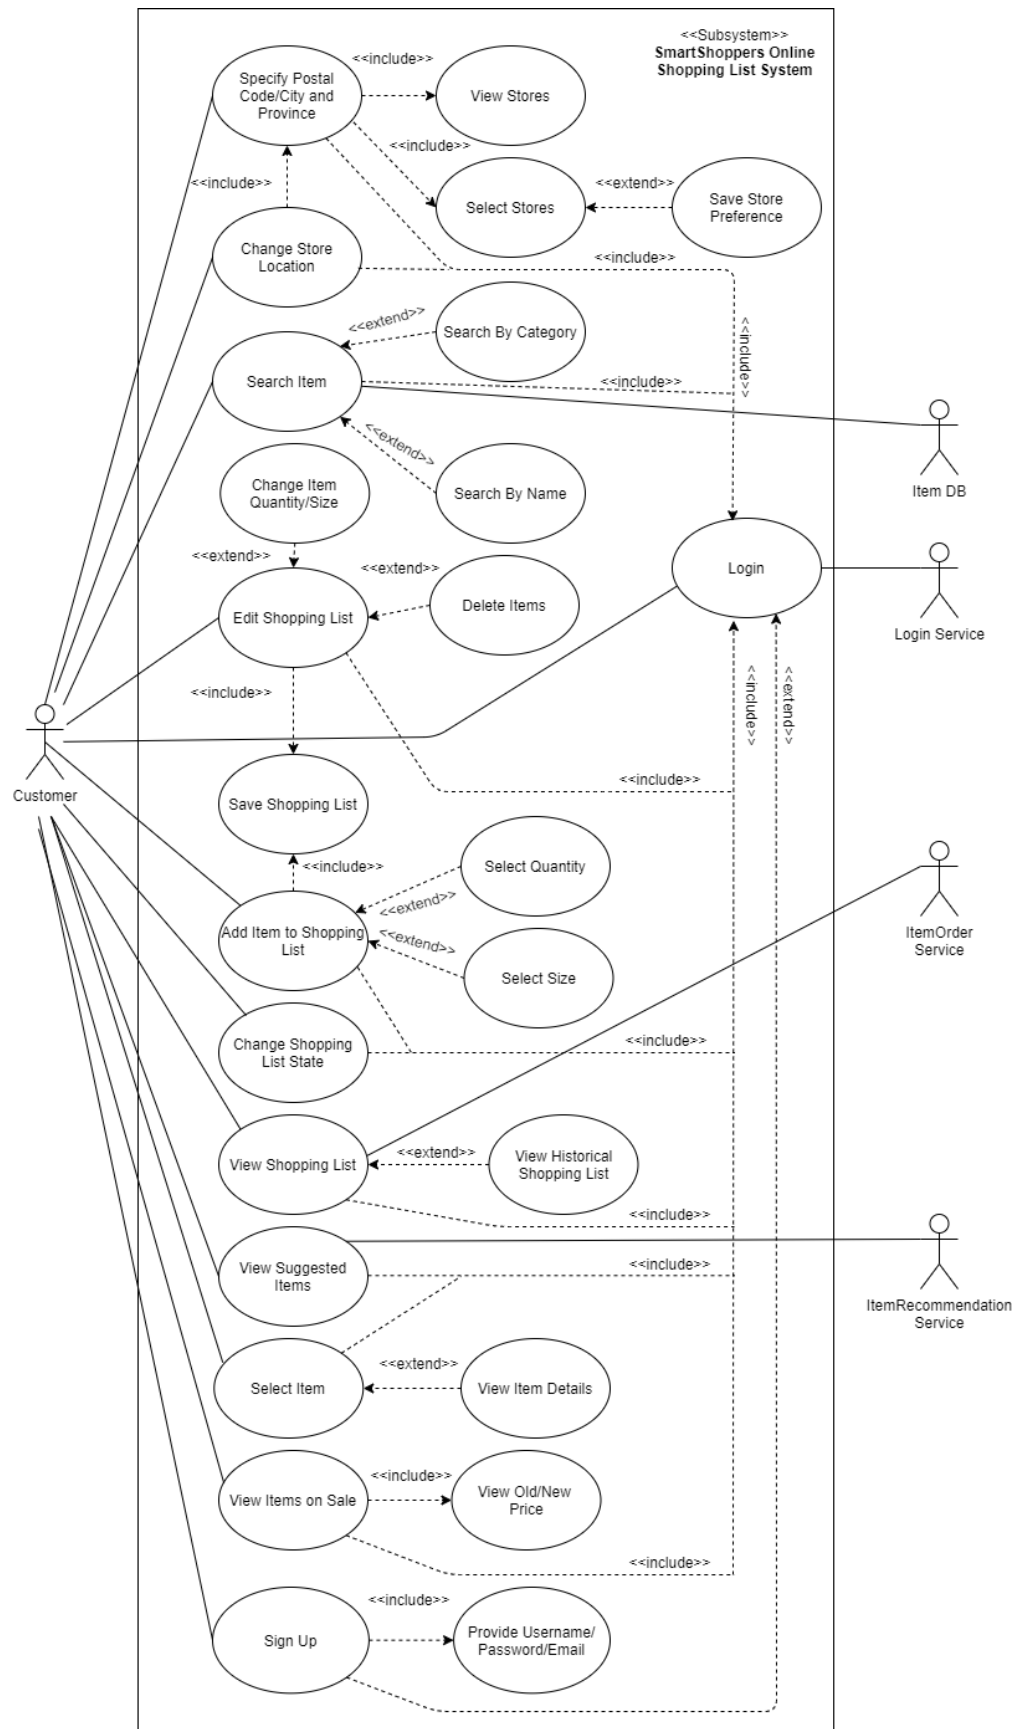 <<Subsystem>>
SmartShoppers Online
Shopping List System
<<include>>
Specify Postal
Code/City and
Province
View Stores
<<include>>
<<include>>
<<extend>>
Select Stores
Save Store
Preference
Change Store
Location
<<include>>
<<extend>>
Search By Category
<<include>>
Search Item
<<include>>
<<extend>>
Item DB
Change Item
Quantity/Size
Search By Name
<<extend>>
<<extend>>
Login
Edit Shopping List
Delete Items
Login Service
<<include>>
<<include>>
<<extend>>
Customer
<<include>>
Save Shopping List
<<include>>
Select Quantity
<<extend>>
Add Item to Shopping
List
<<extend>>
ItemOrder
Service
Select Size
Change Shopping
List State
<<include>>
View Shopping List
<<extend>>
View Historical
Shopping List
<<include>>
View Suggested
Items
<<include>>
ItemRecommendation
Service
<<extend>>
Select Item
View Item Details
<<include>>
View Items on Sale
View Old/New
Price
<<include>>
<<include>>
Sign Up
Provide Username/
Password/Email